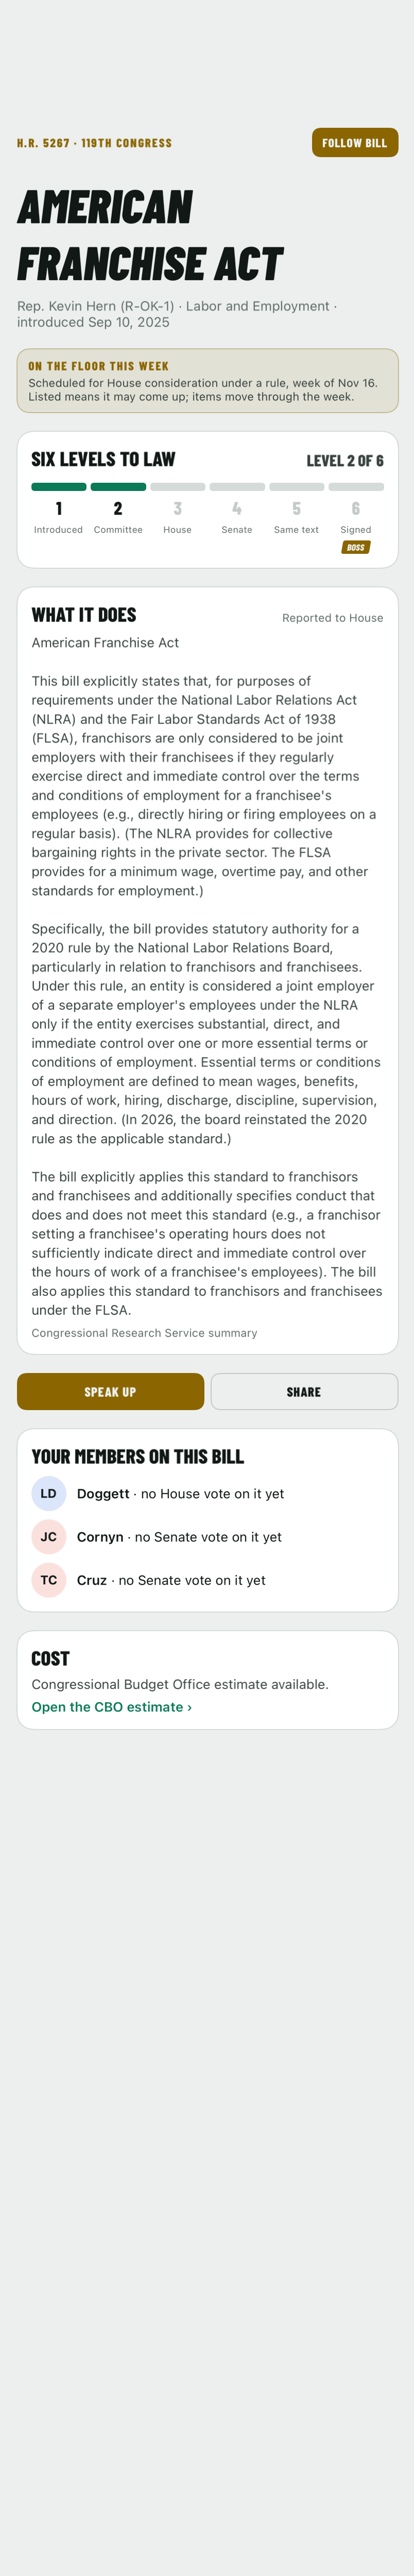 H.R. 5267 · 119TH CONGRESS
FOLLOW BILL
AMERICAN
FRANCHISE ACT
Rep. Kevin Hern (R-OK-1) · Labor and Employment ·
introduced Sep 10, 2025
ON THE FLOOR THIS WEEK
Scheduled for House consideration under a rule, week of Nov 16.
Listed means it may come up; items move through the week.
SIX LEVELS TO LAW
LEVEL 2 OF 6
1 2 3 4 5 6
Introduced Committee House Senate Same text Signed
BOSS
WHAT IT DOES
Reported to House
American Franchise Act
This bill explicitly states that, for purposes of
requirements under the National Labor Relations Act
(NLRA) and the Fair Labor Standards Act of 1938
(FLSA), franchisors are only considered to be joint
employers with their franchisees if they regularly
exercise direct and immediate control over the terms
and conditions of employment for a franchisee's
employees (e.g., directly hiring or firing employees on a
regular basis). (The NLRA provides for collective
bargaining rights in the private sector. The FLSA
provides for a minimum wage, overtime pay, and other
standards for employment.)
Specifically, the bill provides statutory authority for a
2020 rule by the National Labor Relations Board,
particularly in relation to franchisors and franchisees.
Under this rule, an entity is considered a joint employer
of a separate employer's employees under the NLRA
only if the entity exercises substantial, direct, and
immediate control over one or more essential terms or
conditions of employment. Essential terms or conditions
of employment are defined to mean wages, benefits,
hours of work, hiring, discharge, discipline, supervision,
and direction. (In 2026, the board reinstated the 2020
rule as the applicable standard.)
The bill explicitly applies this standard to franchisors
and franchisees and additionally specifies conduct that
does and does not meet this standard (e.g., a franchisor
setting a franchisee's operating hours does not
sufficiently indicate direct and immediate control over
the hours of work of a franchisee's employees). The bill
also applies this standard to franchisors and franchisees
under the FLSA.
Congressional Research Service summary
SPEAK UP
SHARE
YOUR MEMBERS ON THIS BILL
LD Doggett · no House vote on it yet
JC Cornyn · no Senate vote on it yet
TC Cruz · no Senate vote on it yet
COST
Congressional Budget Office estimate available.
Open the CBO estimate ›